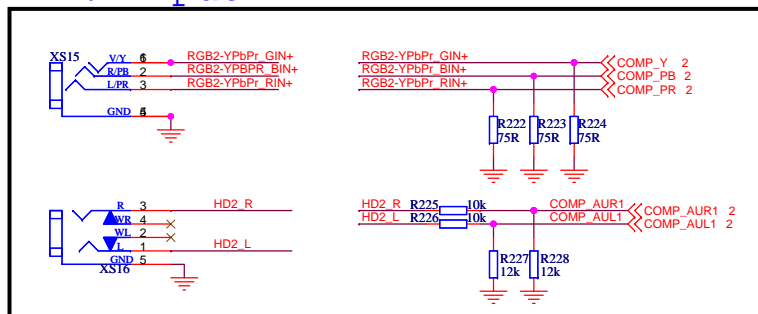 XS15
V/Y 6 1 RGB2-YPbPr_GIN+
R/PB 2 RGB2-YPBPR_BIN+
L/PR 3 RGB2-YPbPr_RIN+
GND
RGB2-YPbPr_GIN+ COMP_Y 2
RGB2-YPbPr_BIN+ COMP_PB 2
RGB2-YPbPr_RIN+ COMP_PR 2
R222 R223 R224
75R 75R 75R
R 3 HD2_R
WR 4
WL 2
L 1 HD2_L
GND 5
XS16
HD2_R R225 10k COMP_AUR1 COMP_AUR1 2
HD2_L R226 10k COMP_AUL1 COMP_AUL1 2
R227 R228
12k 12k